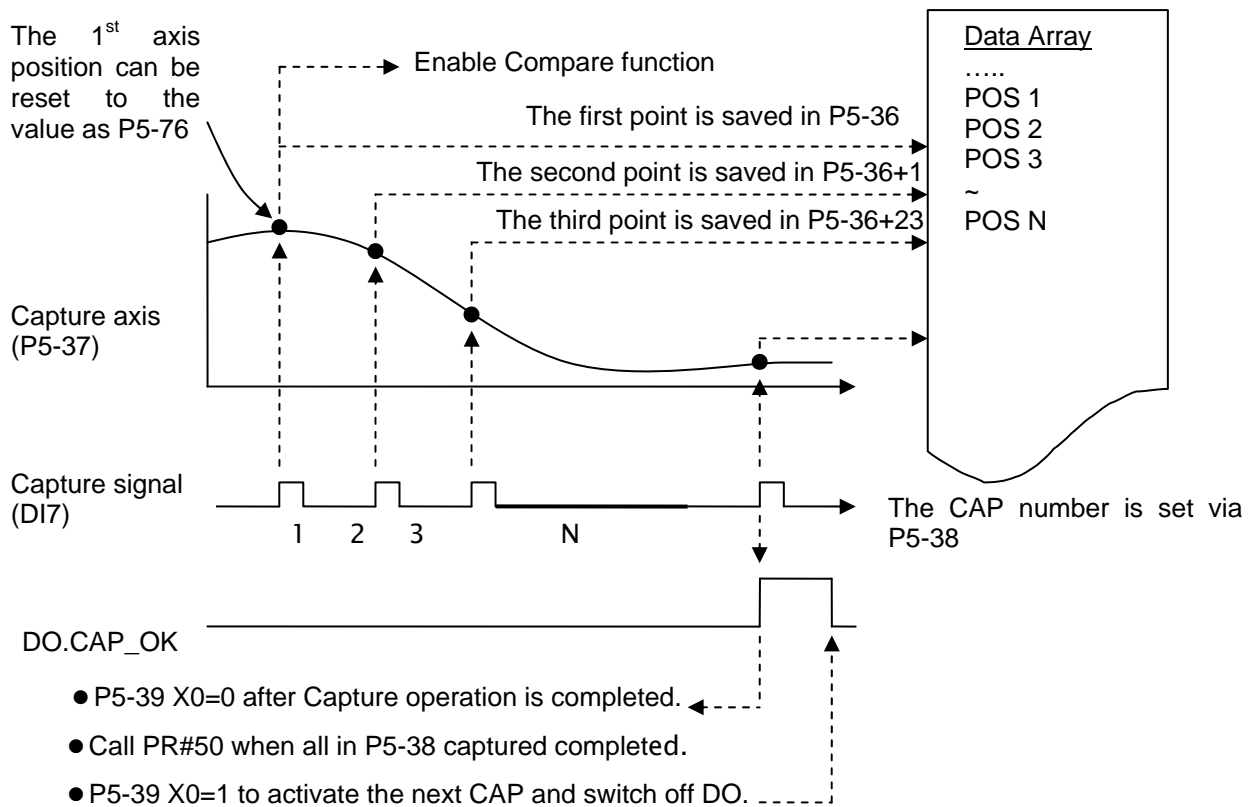 The 1st axis
position can be
reset to the
value as P5-76
Enable Compare function
The first point is saved in P5-36
The second point is saved in P5-36+1
The third point is saved in P5-36+23
Data Array
…..
POS 1
POS 2
POS 3
~
POS N
Capture axis
(P5-37)
Capture signal
(DI7)
1 2 3 N
The CAP number is set via
P5-38
DO.CAP_OK
● P5-39 X0=0 after Capture operation is completed.
● Call PR#50 when all in P5-38 captured completed.
● P5-39 X0=1 to activate the next CAP and switch off DO.